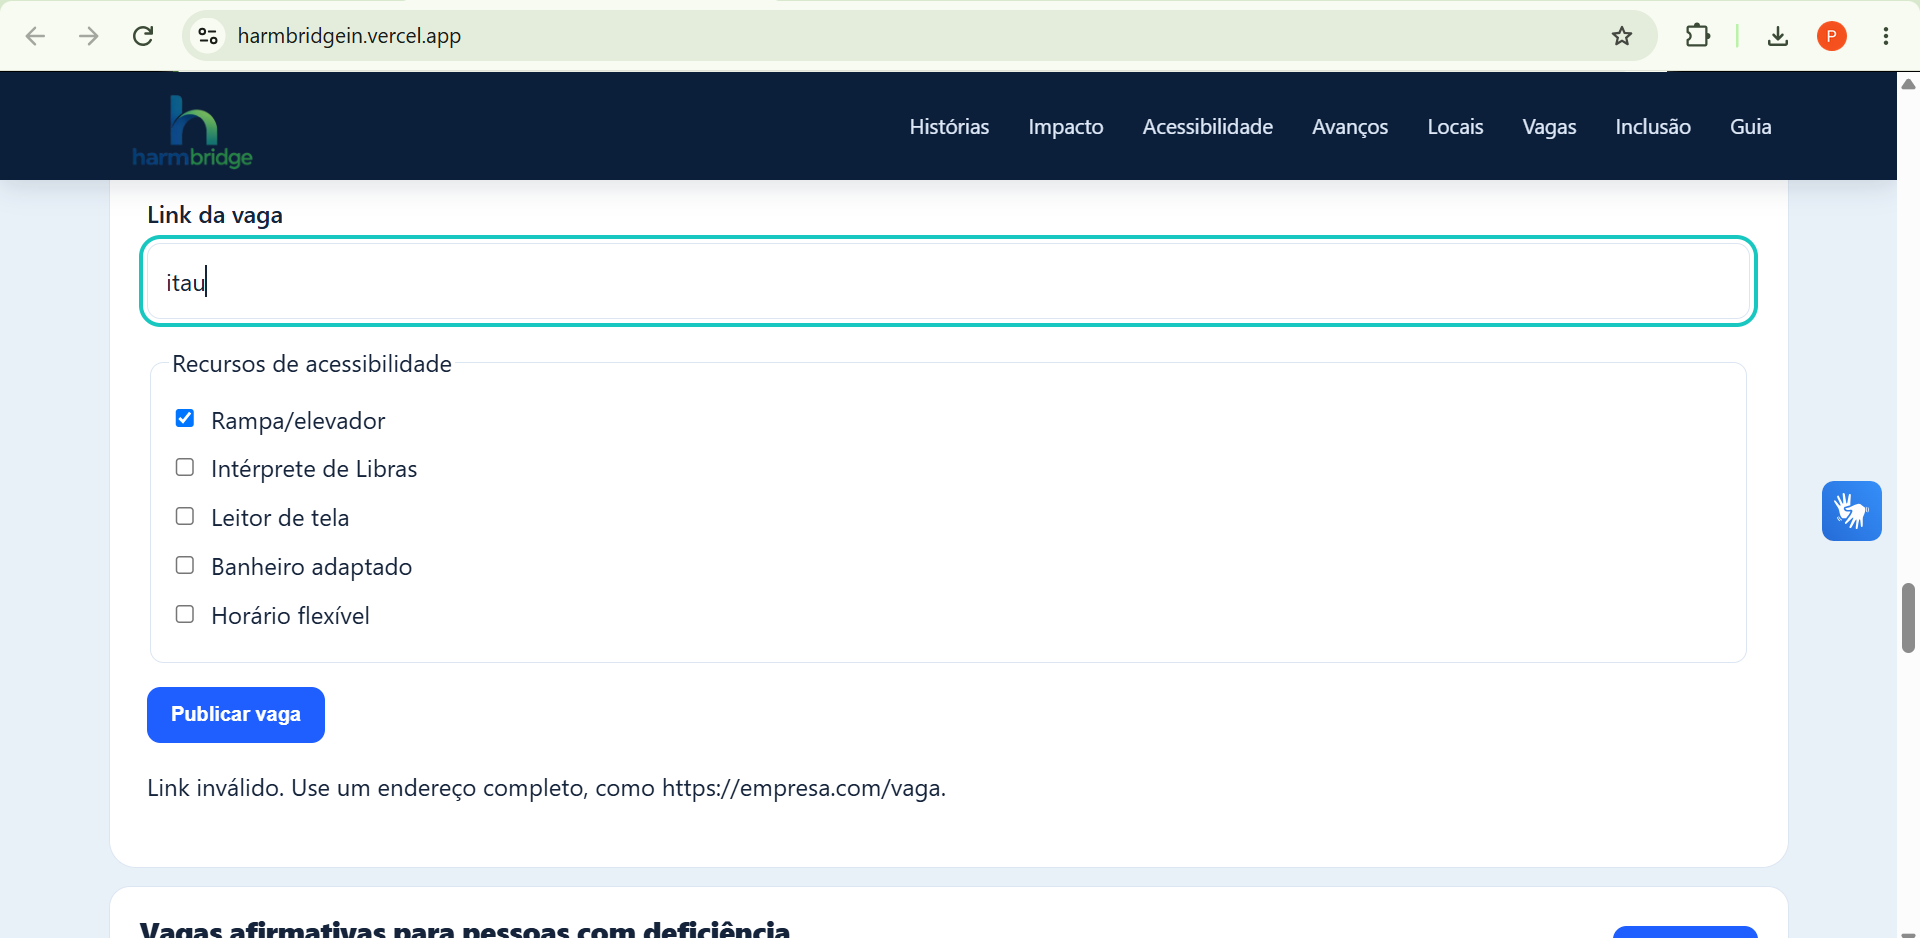 harmbridgein.vercel.app
P
harmbridge
Histórias Impacto Acessibilidade Avanços Locais Vagas Inclusão Guia
Link da vaga
itau
Recursos de acessibilidade
Rampa/elevador
Intérprete de Libras
Leitor de tela
Banheiro adaptado
Horário flexível
Publicar vaga
Link inválido. Use um endereço completo, como https://empresa.com/vaga.
Vagas afirmativas para pessoas com deficiência